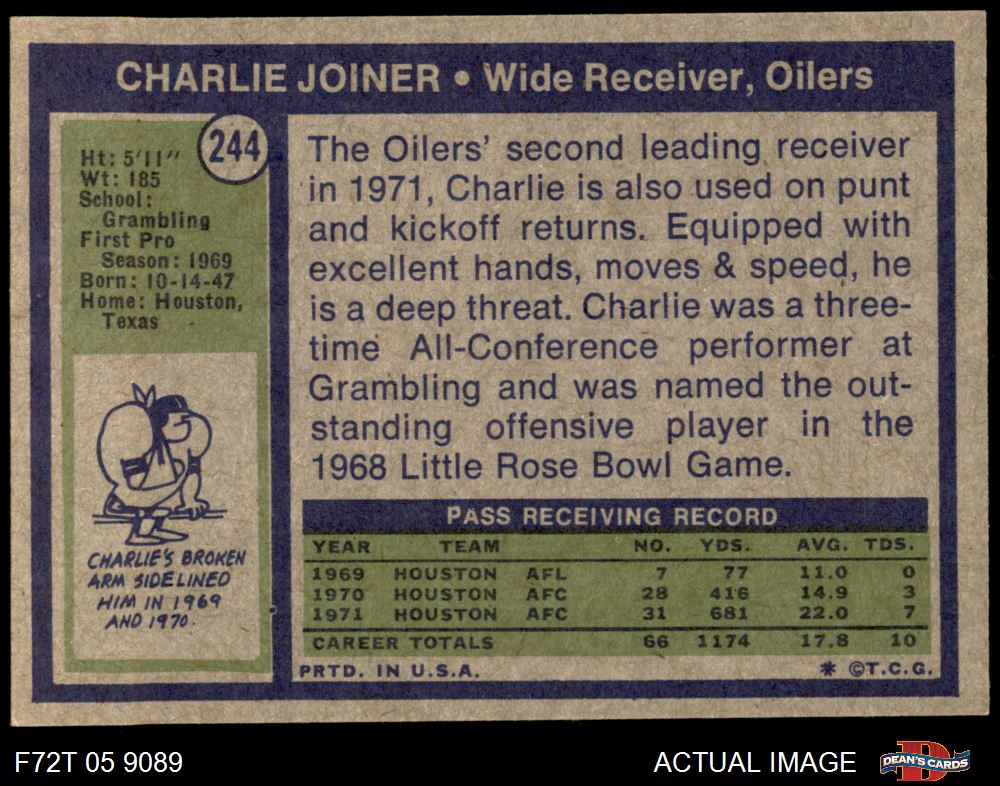 CHARLIE JOINER • Wide Receiver, Oilers
244
Ht: 5'11"
Wt: 185
School:
Grambling
First Pro
Season: 1969
Born: 10-14-47
Home: Houston,
Texas
CHARLIE'S BROKEN
ARM SIDELINED
HIM IN 1969
AND 1970.
The Oilers' second leading receiver
in 1971, Charlie is also used on punt
and kickoff returns. Equipped with
excellent hands, moves & speed, he
is a deep threat. Charlie was a three-
time All-Conference performer at
Grambling and was named the out-
standing offensive player in the
1968 Little Rose Bowl Game.
PASS RECEIVING RECORD
YEAR TEAM NO. YDS. AVG. TDS.
1969 HOUSTON AFL 7 77 11.0 0
1970 HOUSTON AFC 28 416 14.9 3
1971 HOUSTON AFC 31 681 22.0 7
CAREER TOTALS 66 1174 17.8 10
PRTD. IN U.S.A. * ©T.C.G.
F72T 05 9089
ACTUAL IMAGE
DEAN'S CARDS